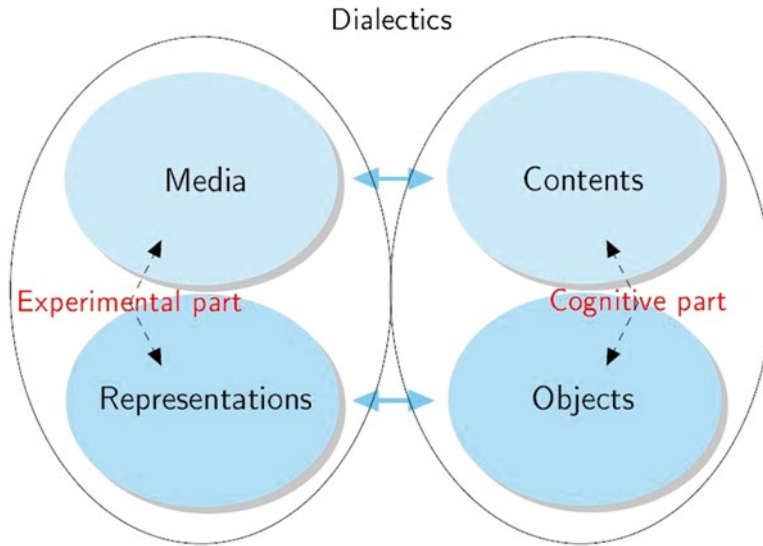 Dialectics
Media
Contents
Experimental part
Cognitive part
Representations
Objects